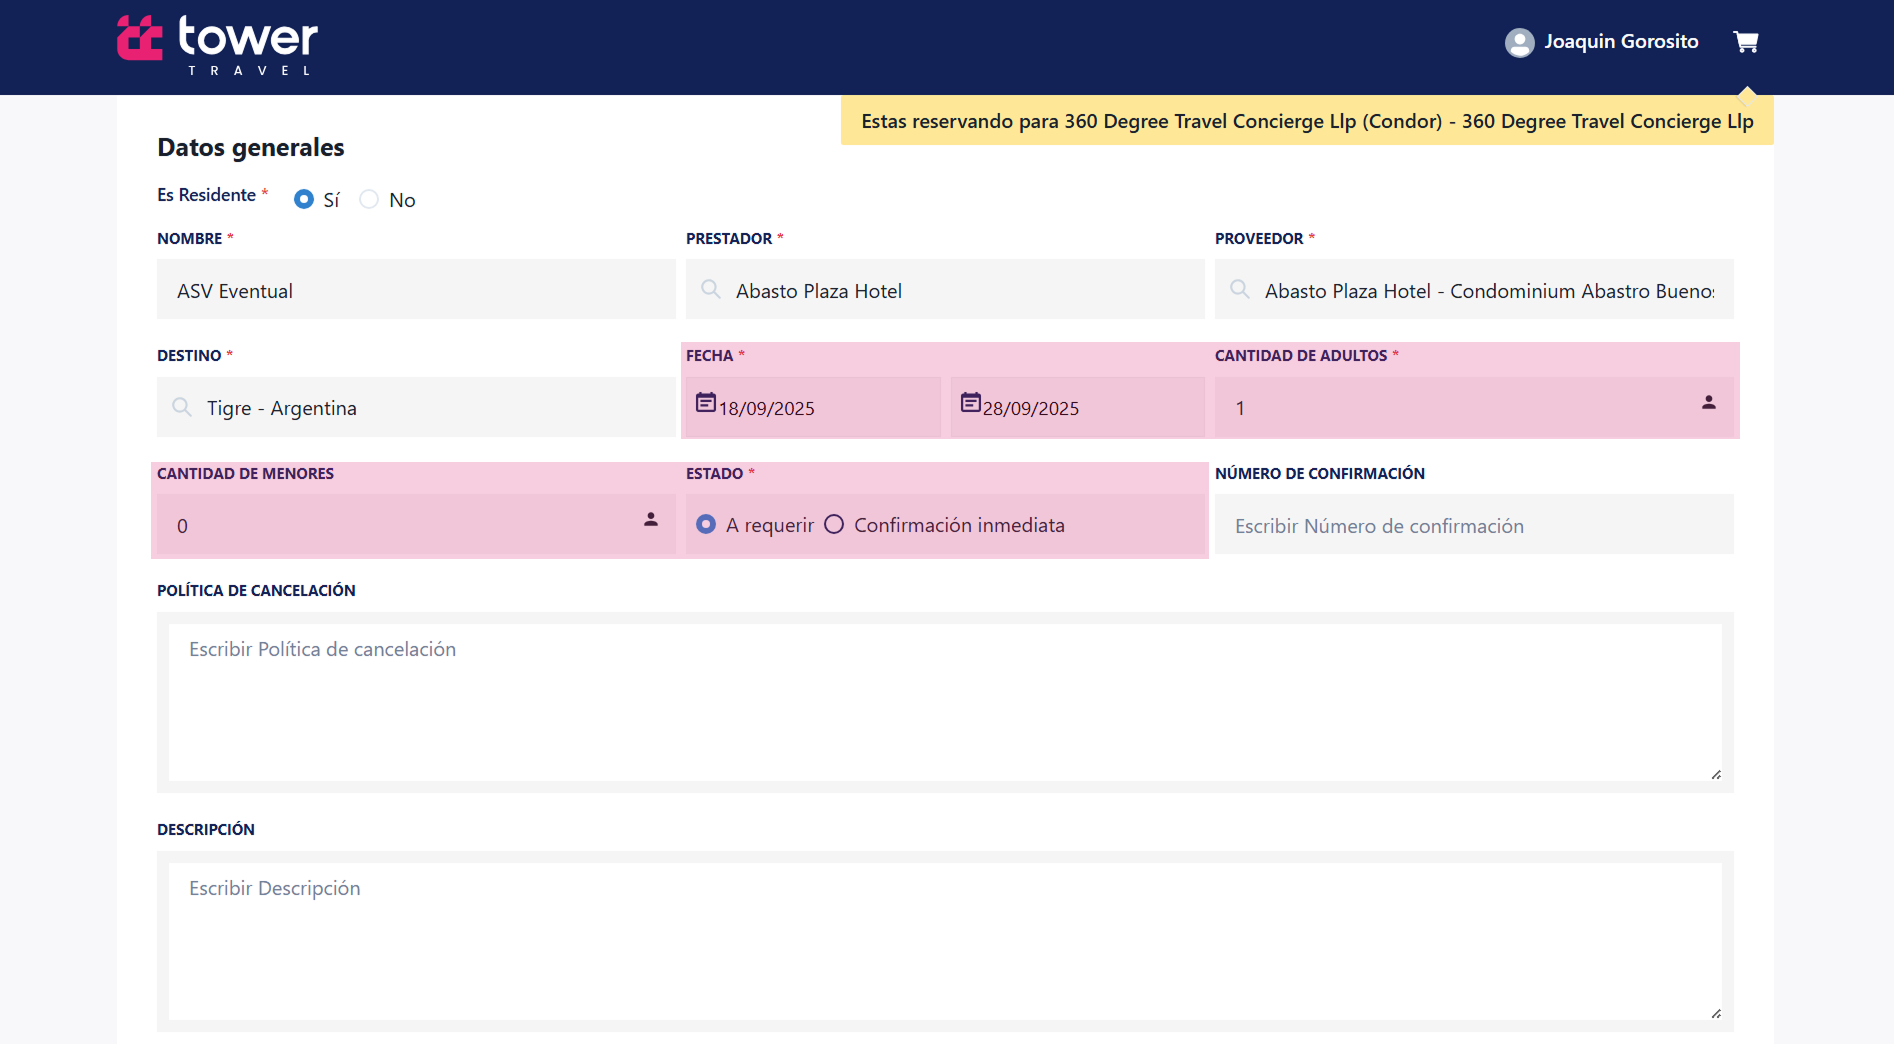 tower
TRAVEL
Joaquin Gorosito
Estas reservando para 360 Degree Travel Concierge Llp (Condor) - 360 Degree Travel Concierge Llp
Datos generales
Es Residente * Sí No
NOMBRE * PRESTADOR * PROVEEDOR *
ASV Eventual Abasto Plaza Hotel Abasto Plaza Hotel - Condominium Abastro Buenos
DESTINO * FECHA * CANTIDAD DE ADULTOS *
Tigre - Argentina 18/09/2025 28/09/2025 1
CANTIDAD DE MENORES ESTADO * NÚMERO DE CONFIRMACIÓN
0 A requerir Confirmación inmediata Escribir Número de confirmación
POLÍTICA DE CANCELACIÓN
Escribir Política de cancelación
DESCRIPCIÓN
Escribir Descripción